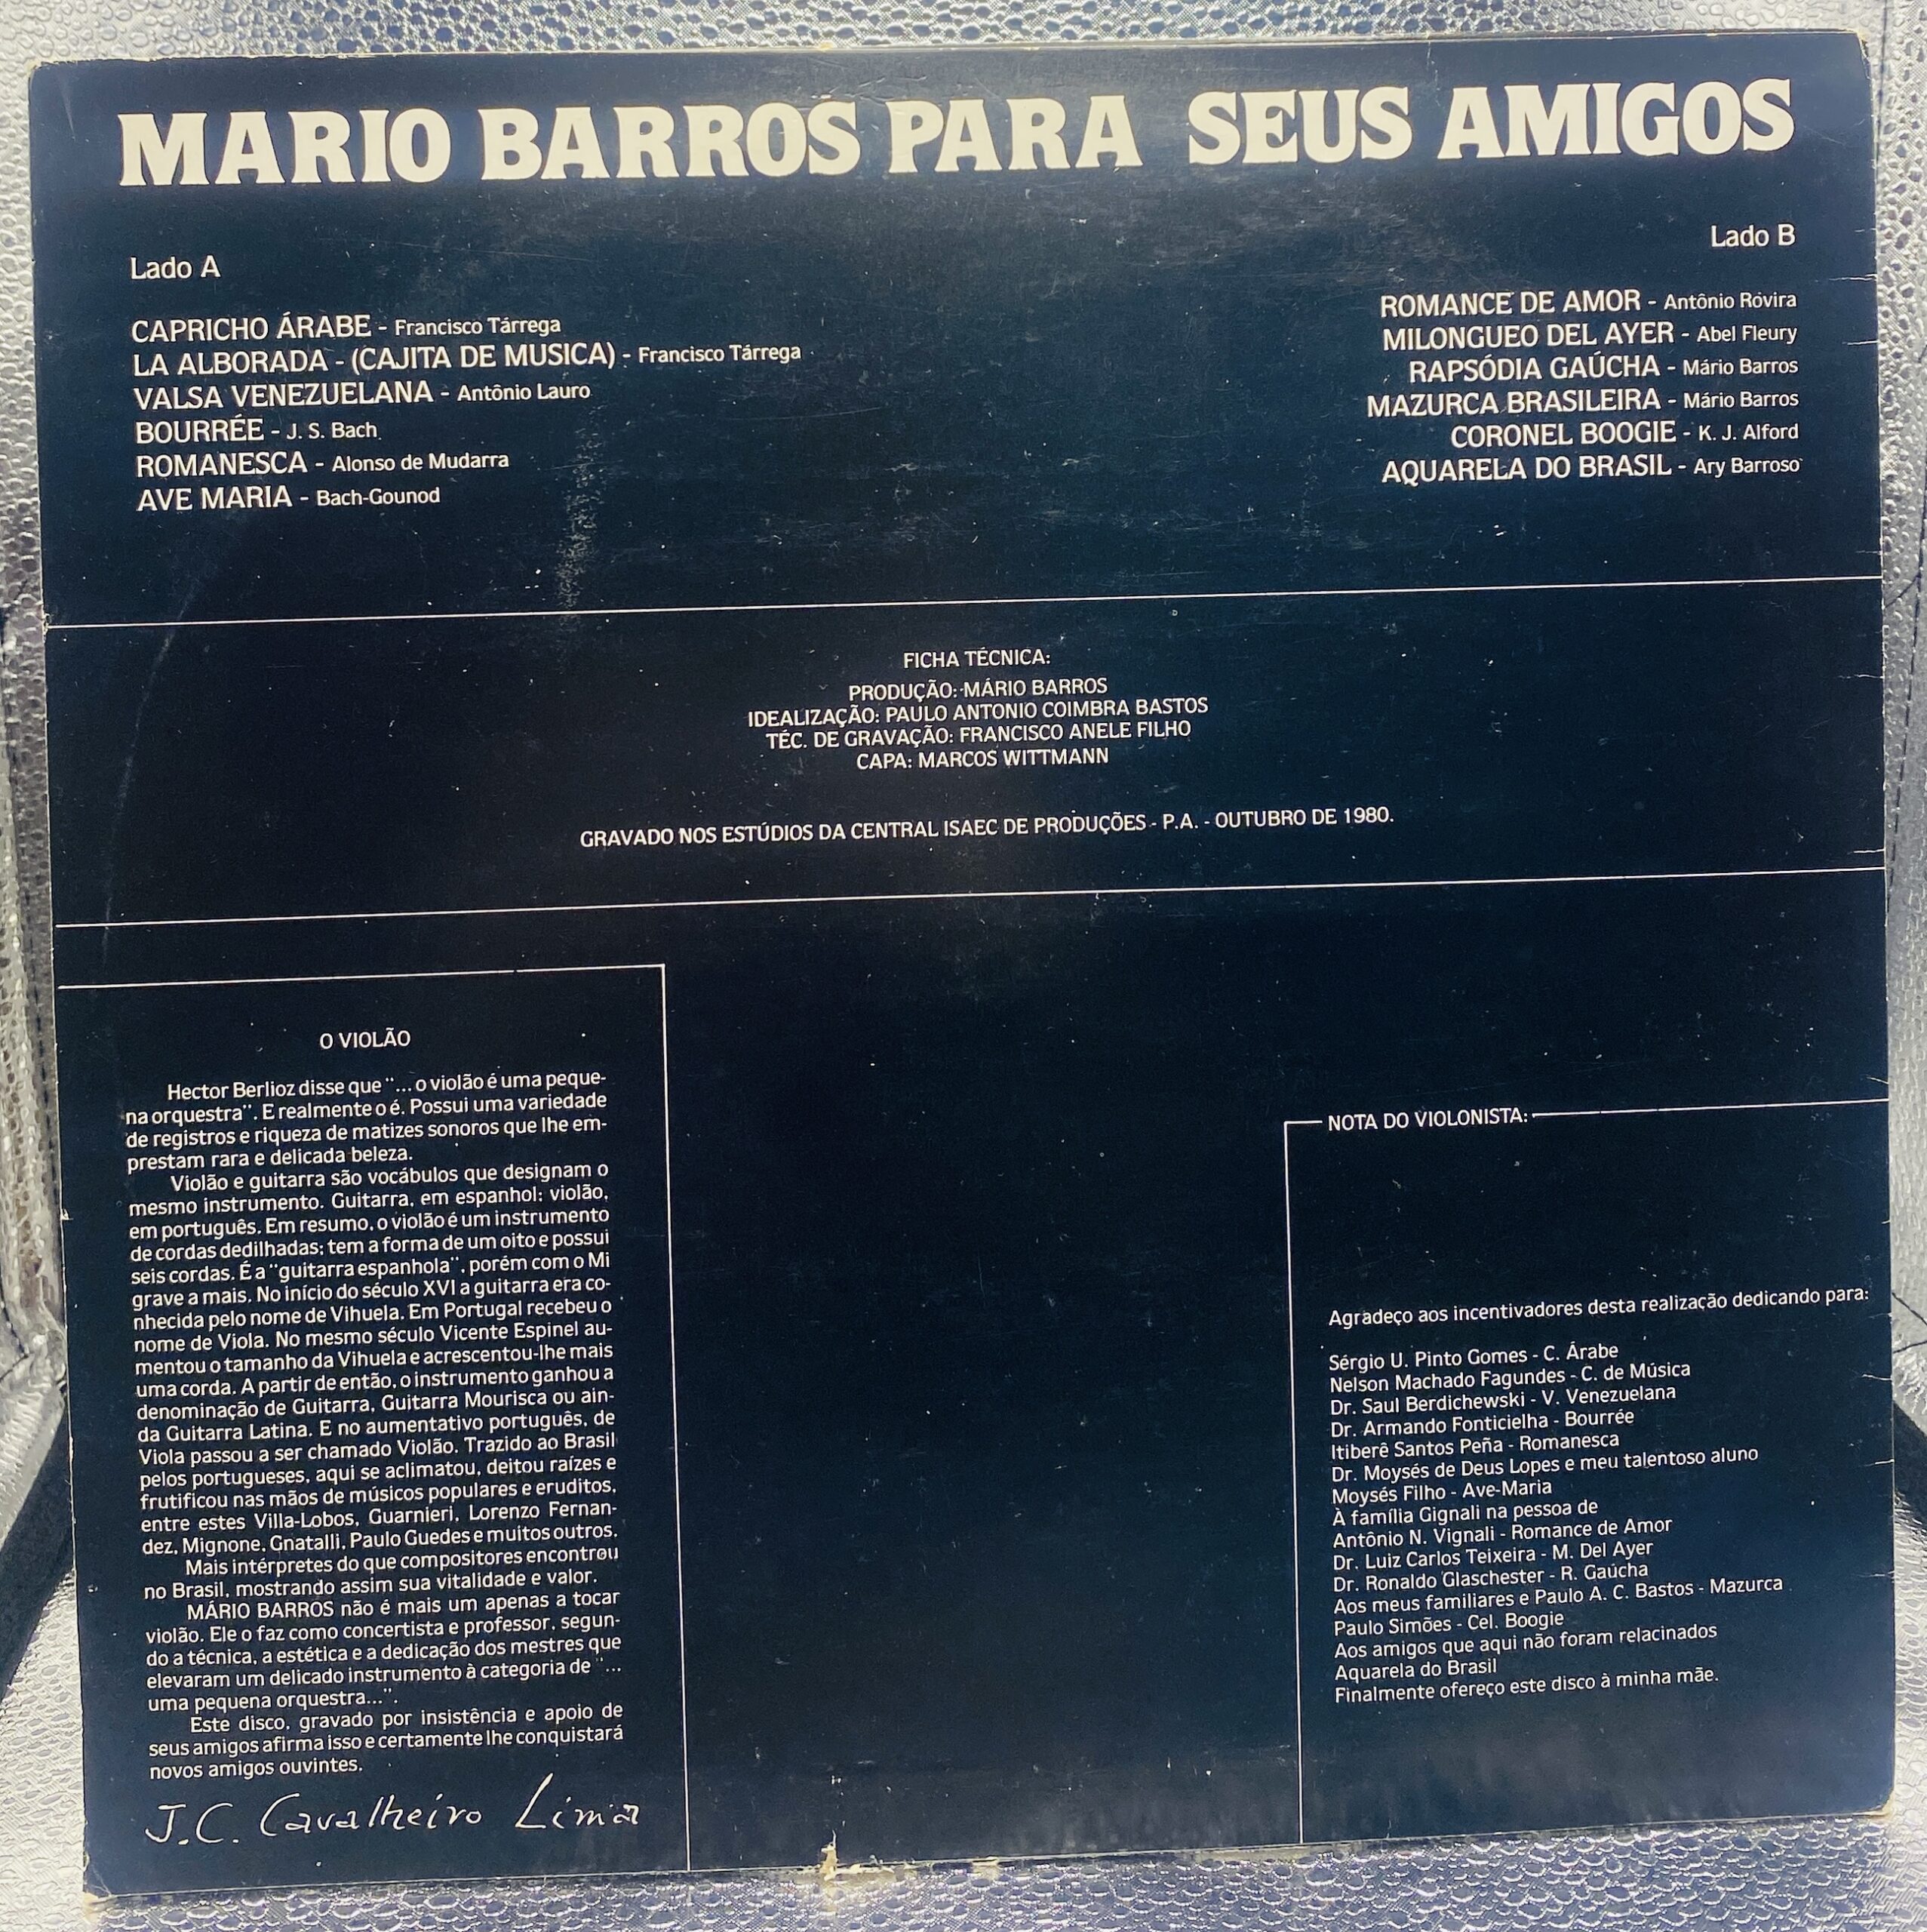 MARIO BARROS PARA SEUS AMIGOS
Lado A
CAPRICHO ÁRABE - Francisco Tárrega
LA ALBORADA - (CAJITA DE MUSICA) - Francisco Tárrega
VALSA VENEZUELANA - Antônio Lauro
BOURRÉE - J. S. Bach
ROMANESCA - Alonso de Mudarra
AVE MARIA - Bach-Gounod
Lado B
ROMANCE DE AMOR - Antônio Rovira
MILONGUEO DEL AYER - Abel Fleury
RAPSÓDIA GAÚCHA - Mário Barros
MAZURCA BRASILEIRA - Mário Barros
CORONEL BOOGIE - K. J. Alford
AQUARELA DO BRASIL - Ary Barroso
FICHA TÉCNICA:
PRODUÇÃO: MÁRIO BARROS
IDEALIZAÇÃO: PAULO ANTONIO COIMBRA BASTOS
TÉC. DE GRAVAÇÃO: FRANCISCO ANELE FILHO
CAPA: MARCOS WITTMANN
GRAVADO NOS ESTÚDIOS DA CENTRAL ISAEC DE PRODUÇÕES - P.A. - OUTUBRO DE 1980.
O VIOLÃO
Hector Berlioz disse que "... o violão é uma peque-
na orquestra". E realmente o é. Possui uma variedade
de registros e riqueza de matizes sonoros que lhe em-
prestam rara e delicada beleza.
Violão e guitarra são vocábulos que designam o
mesmo instrumento. Guitarra, em espanhol; violão,
em português. Em resumo, o violão é um instrumento
de cordas dedilhadas; tem a forma de um oito e possui
seis cordas. É a "guitarra espanhola", porém com o Mi
grave a mais. No início do século XVI a guitarra era co-
nhecida pelo nome de Vihuela. Em Portugal recebeu o
nome de Viola. No mesmo século Vicente Espinel au-
mentou o tamanho da Vihuela e acrescentou-lhe mais
uma corda. A partir de então, o instrumento ganhou a
denominação de Guitarra, Guitarra Mourisca ou ain-
da Guitarra Latina. E no aumentativo português, de
Viola passou a ser chamado Violão. Trazido ao Brasil
pelos portugueses, aqui se aclimatou, deitou raízes e
frutificou nas mãos de músicos populares e eruditos,
entre estes Villa-Lobos, Guarnieri, Lorenzo Fernan-
dez, Mignone, Gnatalli, Paulo Guedes e muitos outros.
Mais intérpretes do que compositores encontrou
no Brasil, mostrando assim sua vitalidade e valor.
MÁRIO BARROS não é mais um apenas a tocar
violão. Ele o faz como concertista e professor, segun-
do a técnica, a estética e a dedicação dos mestres que
elevaram um delicado instrumento à categoria de "...
uma pequena orquestra...".
Este disco, gravado por insistência e apoio de
seus amigos afirma isso e certamente lhe conquistará
novos amigos ouvintes.
J.C. Cavalheiro Lima
NOTA DO VIOLONISTA:
Agradeço aos incentivadores desta realização dedicando para:
Sérgio U. Pinto Gomes - C. Árabe
Nelson Machado Fagundes - C. de Música
Dr. Saul Berdichewski - V. Venezuelana
Dr. Armando Fonticielha - Bourrée
Itiberê Santos Peña - Romanesca
Dr. Moysés de Deus Lopes e meu talentoso aluno
Moysés Filho - Ave-Maria
À família Gignali na pessoa de
Antônio N. Vignali - Romance de Amor
Dr. Luiz Carlos Teixeira - M. Del Ayer
Dr. Ronaldo Glaschester - R. Gaúcha
Aos meus familiares e Paulo A. C. Bastos - Mazurca
Paulo Simões - Cel. Boogie
Aos amigos que aqui não foram relacinados
Aquarela do Brasil
Finalmente ofereço este disco à minha mãe.